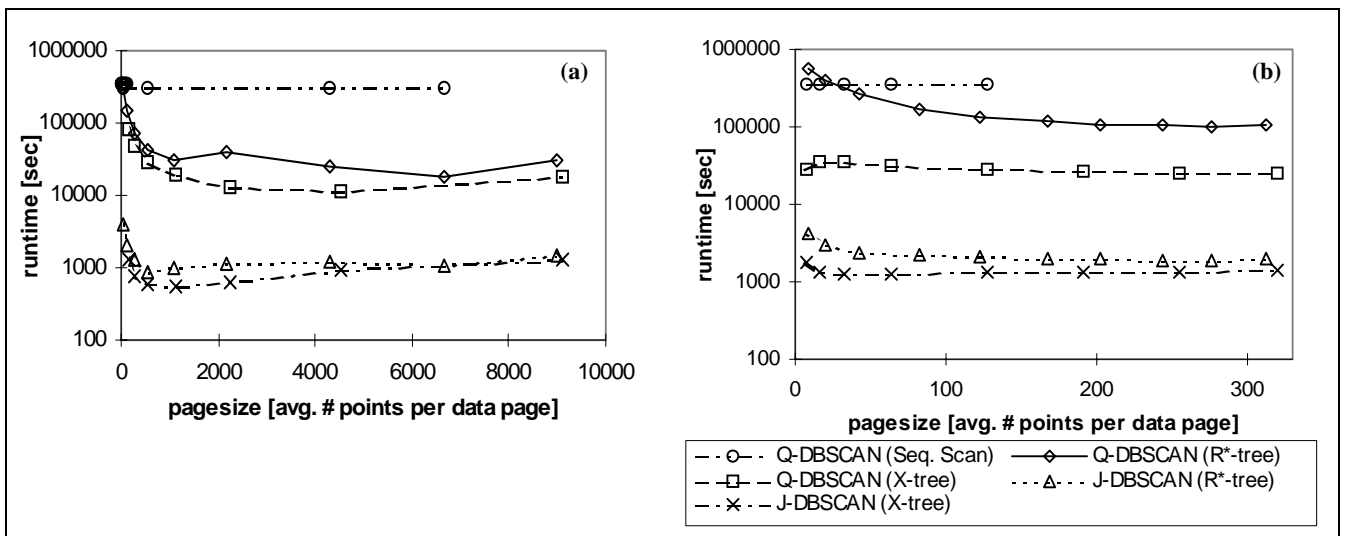 1000000
100000
10000
1000
100
runtime [sec]
(a)
0 2000 4000 6000 8000 10000
pagesize [avg. # points per data page]
1000000
100000
10000
1000
100
runtime [sec]
(b)
0 100 200 300
pagesize [avg. # points per data page]
Q-DBSCAN (Seq. Scan) Q-DBSCAN (R*-tree)
Q-DBSCAN (X-tree) J-DBSCAN (R*-tree)
J-DBSCAN (X-tree)